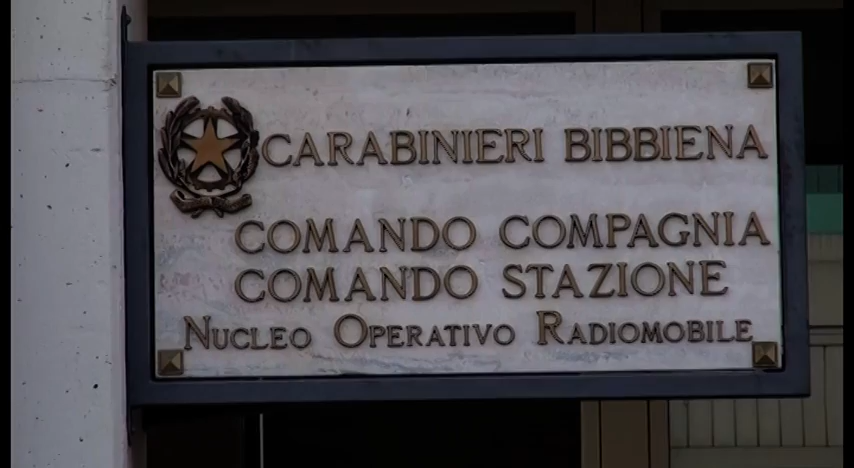 CARABINIERI BIBBIENA
COMANDO COMPAGNIA
COMANDO STAZIONE
NUCLEO OPERATIVO RADIOMOBILE